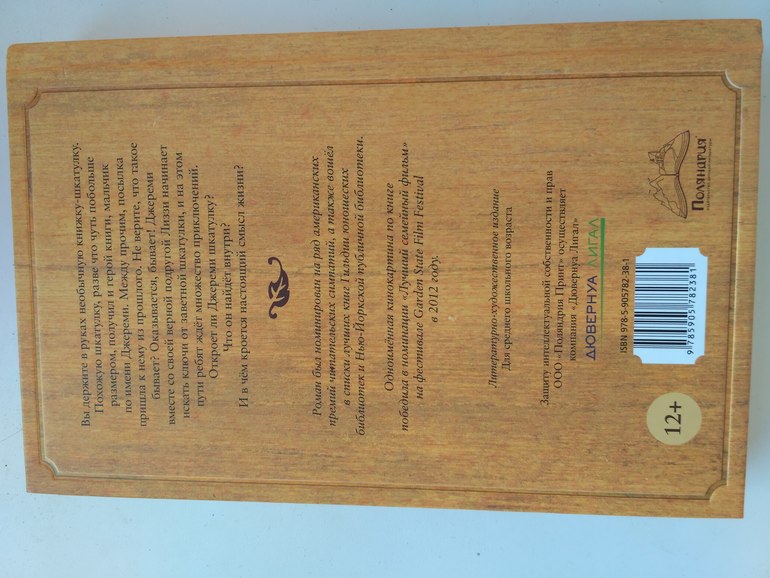 Вы держите в руках необычную книжку-шкатулку.
Похожую шкатулку, разве что чуть побольше
размером, получил и герой книги, мальчик
по имени Джереми. Между прочим, посылка
пришла к нему из прошлого. Не верите, что такое
бывает? Оказывается, бывает! Джереми
вместе со своей верной подругой Лиззи начинает
искать ключи от заветной шкатулки, и на этом
пути ребят ждёт множество приключений.
Откроет ли Джереми шкатулку?
Что он найдёт внутри?
И в чём кроется настоящий смысл жизни?
Роман был номинирован на ряд американских
премий читательских симпатий, а также вошёл
в списки лучших книг Гильдии юношеских
библиотек и Нью-Йоркской публичной библиотеки.
Одноимённая кинокартина по книге
победила в номинации «Лучший семейный фильм»
на фестивале Garden State Film Festival
в 2012 году.
Литературно-художественное издание
Для среднего школьного возраста
Защиту интеллектуальной собственности и прав
ООО «Поляндрия Принт» осуществляет
компания «Дювернуа Лигал»
ДЮВЕРНУА ЛИГАЛ
12+
ISBN 978-5-905782-38-1
9 785905 782381
Поляндрия